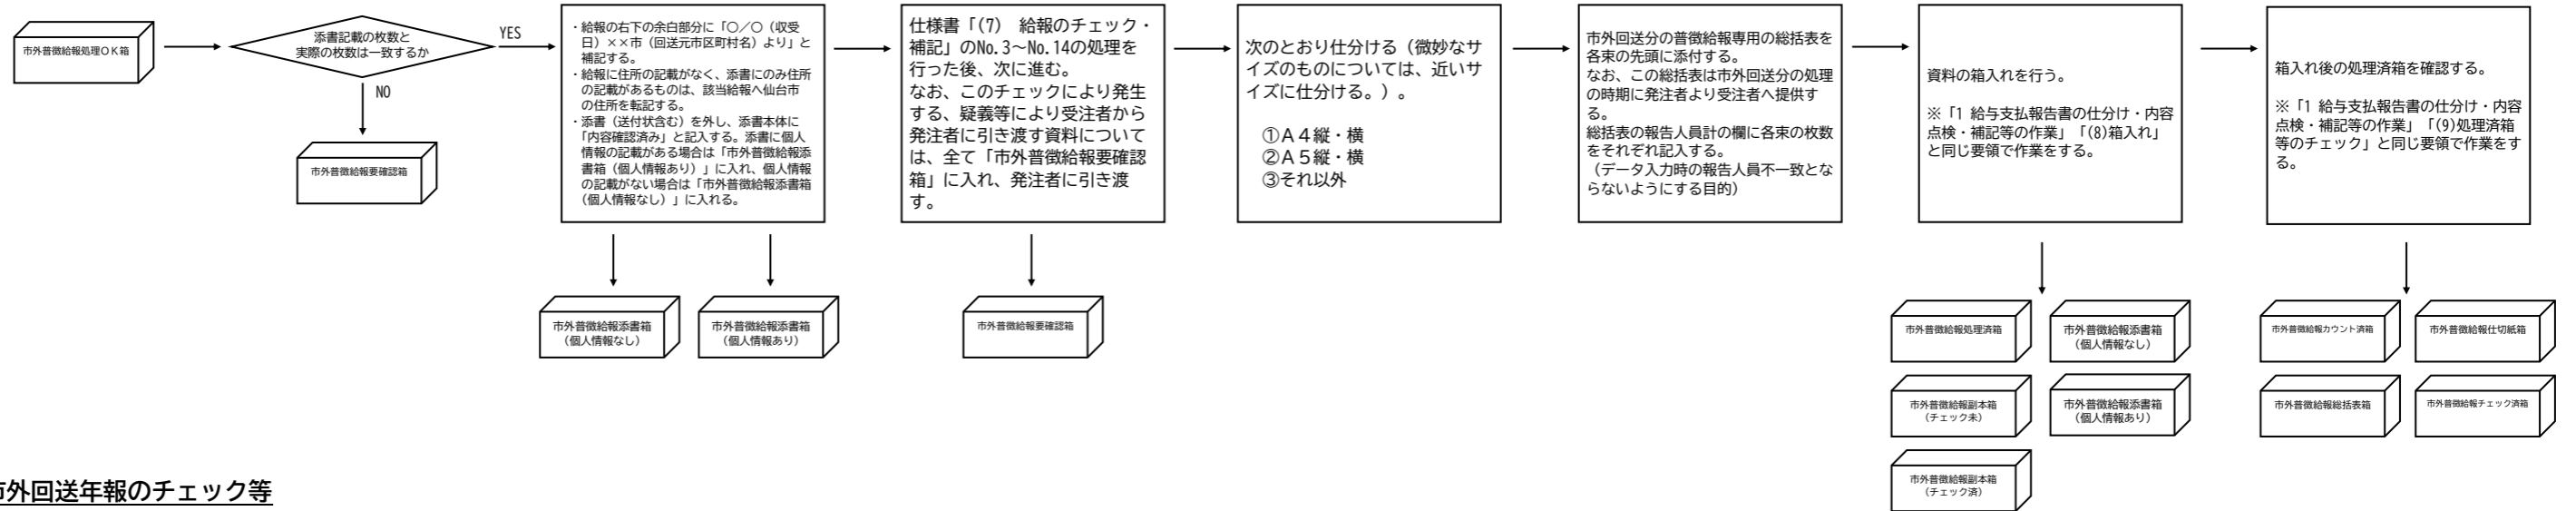 市外普徴給報処理ＯＫ箱
添書記載の枚数と
実際の枚数は一致するか
YES
NO
市外普徴給報要確認箱
・給報の右下の余白部分に「〇／〇（収受
日）××市（回送元市区町村名）より」と
補記する。
・給報に住所の記載がなく、添書にのみ住所
の記載があるものは、該当給報へ仙台市
の住所を転記する。
・添書（送付状含む）を外し、添書本体に
「内容確認済み」と記入する。添書に個人
情報の記載がある場合は「市外普徴給報添
書箱（個人情報あり）」に入れ、個人情報
の記載がない場合は「市外普徴給報添書箱
（個人情報なし）」に入れる。
市外普徴給報添書箱
（個人情報なし）
市外普徴給報添書箱
（個人情報あり）
仕様書「(7)　給報のチェック・
補記」のNo.3～No.14の処理を
行った後、次に進む。
なお、このチェックにより発生
する、疑義等により受注者から
発注者に引き渡す資料について
は、全て「市外普徴給報要確認
箱」に入れ、発注者に引き渡
す。
市外普徴給報要確認箱
次のとおり仕分ける（微妙なサ
イズのものについては、近いサ
イズに仕分ける。）。
①Ａ４縦・横
②Ａ５縦・横
③それ以外
市外回送分の普徴給報専用の総括表を
各束の先頭に添付する。
なお、この総括表は市外回送分の処理
の時期に発注者より受注者へ提供す
る。
総括表の報告人員計の欄に各束の枚数
をそれぞれ記入する。
（データ入力時の報告人員不一致とな
らないようにする目的）
資料の箱入れを行う。
※「1 給与支払報告書の仕分け・内容
点検・補記等の作業」「(8)箱入れ」
と同じ要領で作業をする。
市外普徴給報処理済箱
市外普徴給報添書箱
（個人情報なし）
市外普徴給報副本箱
（チェック未）
市外普徴給報添書箱
（個人情報あり）
市外普徴給報副本箱
（チェック済）
箱入れ後の処理済箱を確認する。
※「1 給与支払報告書の仕分け・内容
点検・補記等の作業」「(9)処理済箱
等のチェック」と同じ要領で作業をす
る。
市外普徴給報カウント済箱
市外普徴給報仕切紙箱
市外普徴給報総括表箱
市外普徴給報チェック済箱
市外回送年報のチェック等